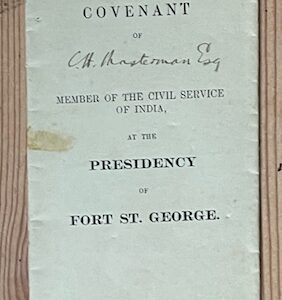 COVENANT
OF
C.H. Masterman Esq
MEMBER OF THE CIVIL SERVICE
OF INDIA,
AT THE
PRESIDENCY
OF
FORT ST. GEORGE.